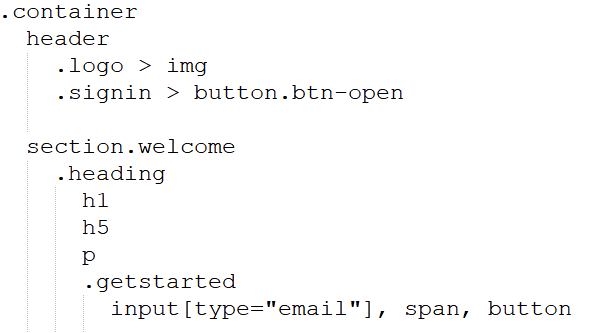 .container
header
.logo > img
.signin > button.btn-open
section.welcome
.heading
h1
h5
p
.getstarted
input[type="email"], span, button